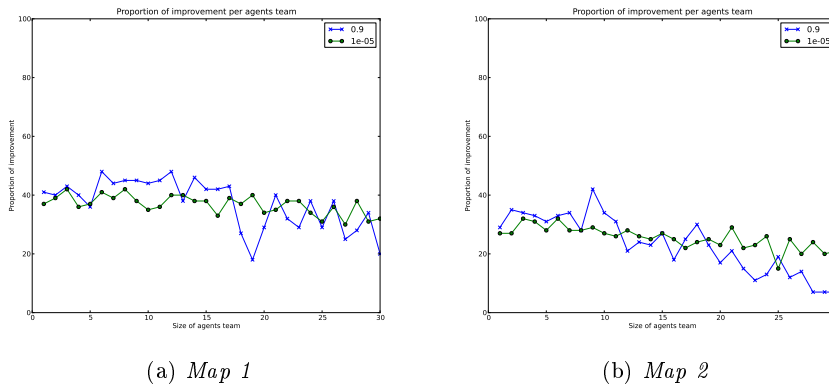 Proportion of improvement per agents team
100
80
60
40
20
0
0 5 10 15 20 25 30
Proportion of improvement
Size of agents team
0.9
1e-05
(a) Map 1
Proportion of improvement per agents team
100
80
60
40
20
0
0 5 10 15 20 25
Proportion of improvement
Size of agents team
0.9
1e-05
(b) Map 2